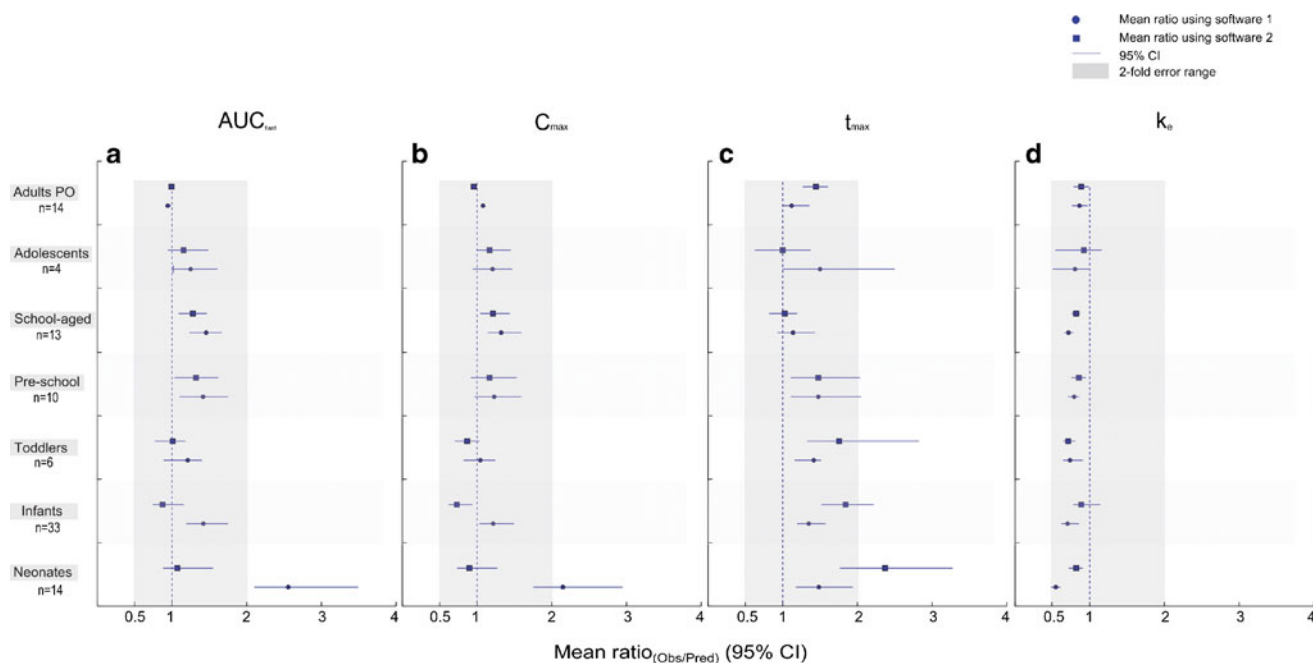 Mean ratio using software 1
Mean ratio using software 2
95% CI
2-fold error range
AUC
Cmax
tmax
ke
a
b
c
d
Adults PO
n=14
Adolescents
n=4
School-aged
n=13
Pre-school
n=10
Toddlers
n=6
Infants
n=33
Neonates
n=14
0.5 1 2 3 4
0.5 1 2 3 4
0.5 1 2 3 4
0.5 1 2 3 4
Mean ratio(Obs/Pred) (95% CI)